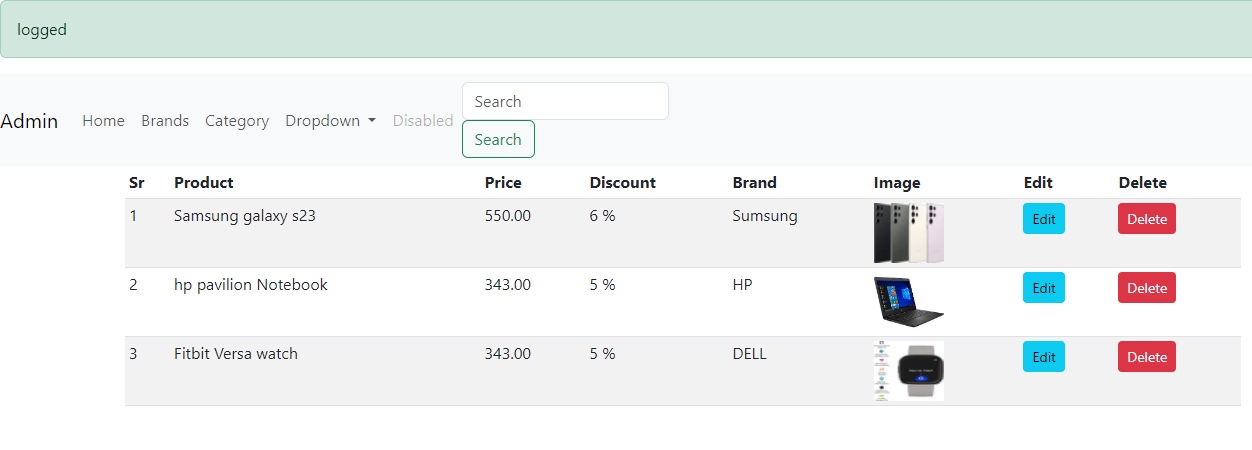 logged
Admin Home Brands Category Dropdown Disabled Search
Search
Sr Product Price Discount Brand Image Edit Delete
1 Samsung galaxy s23 550.00 6 % Sumsung Edit Delete
2 hp pavilion Notebook 343.00 5 % HP Edit Delete
3 Fitbit Versa watch 343.00 5 % DELL Edit Delete